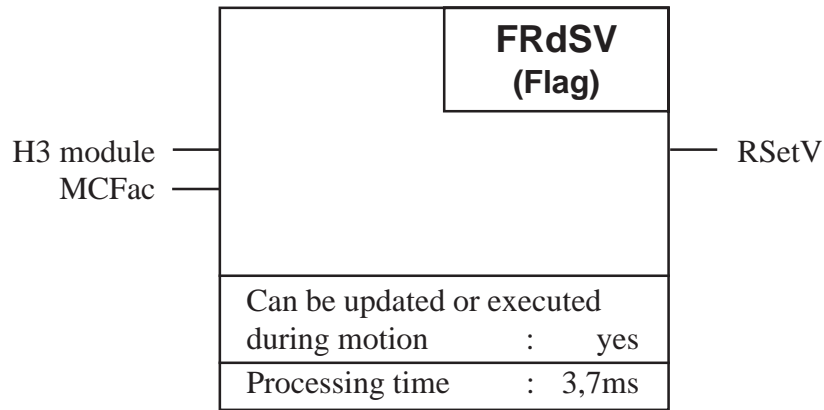 FRdSV
(Flag)
H3 module
RSetV
MCFac
Can be updated or executed
during motion : yes
Processing time : 3,7ms